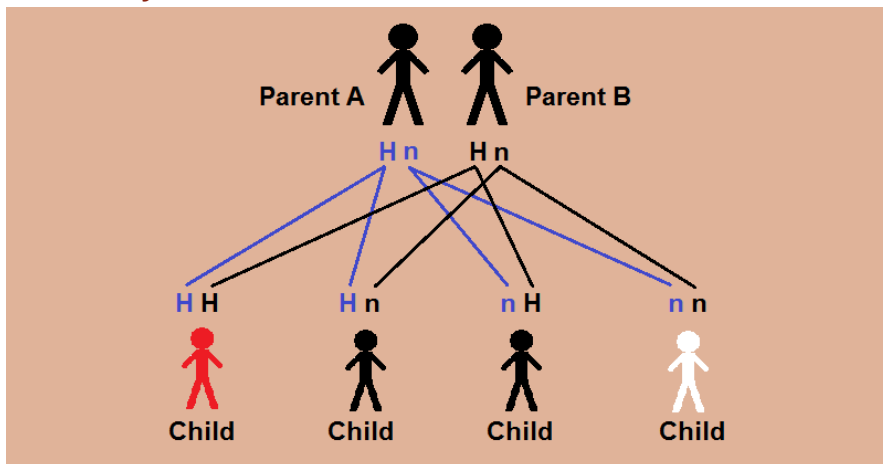 Parent A
Parent B
H n
H n
H H
H n
n H
n n
Child
Child
Child
Child